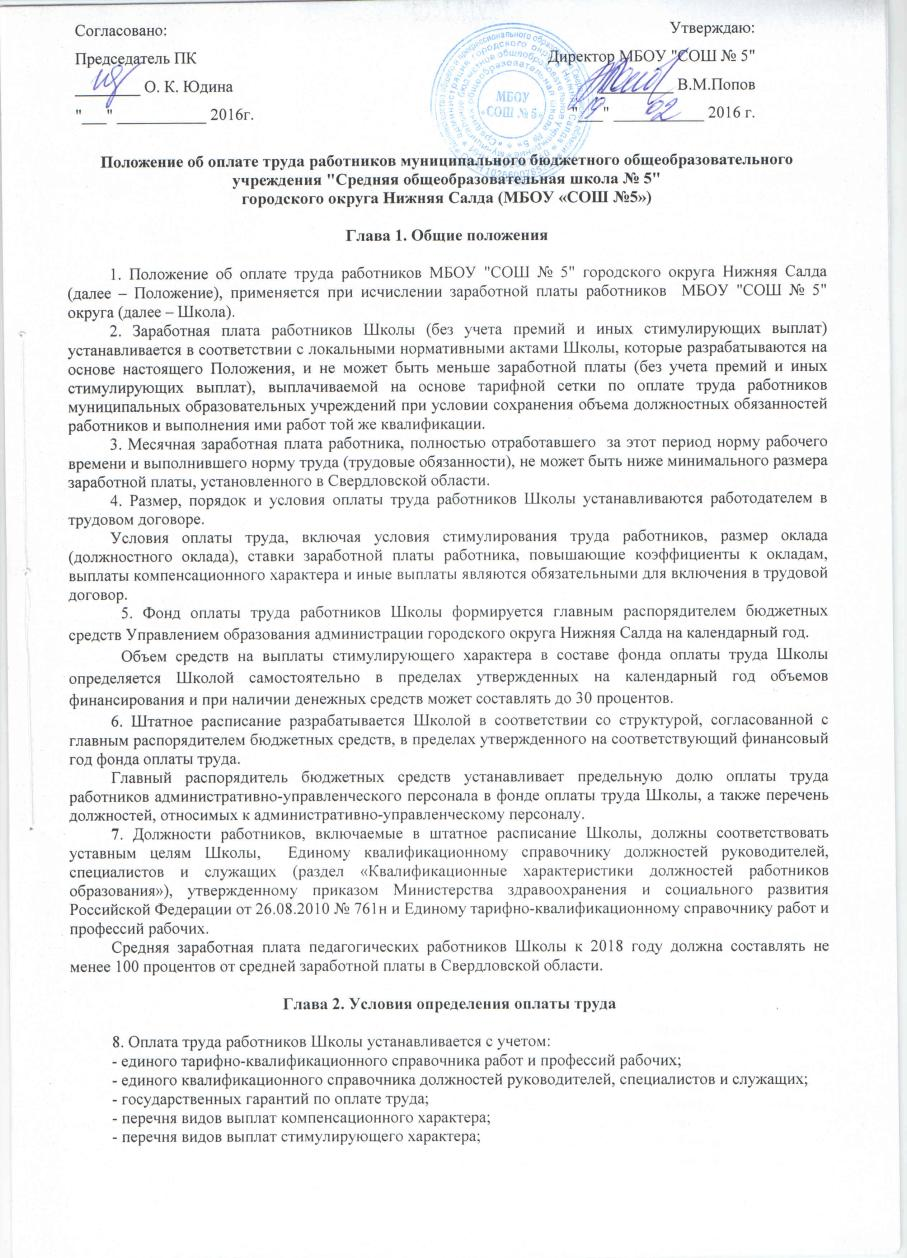 Согласовано: Утверждаю:
Председатель ПК Директор МБОУ "СОШ № 5"
________ О. К. Юдина _________ В.М.Попов
"___" ___________ 2016г. "19" 02 2016 г.
МБОУ
«СОШ № 5»
Положение об оплате труда работников муниципального бюджетного общеобразовательного
учреждения "Средняя общеобразовательная школа № 5"
городского округа Нижняя Салда (МБОУ «СОШ №5»)
Глава 1. Общие положения
1. Положение об оплате труда работников МБОУ "СОШ № 5" городского округа Нижняя Салда
(далее – Положение), применяется при исчислении заработной платы работников МБОУ "СОШ № 5"
округа (далее – Школа).
2. Заработная плата работников Школы (без учета премий и иных стимулирующих выплат)
устанавливается в соответствии с локальными нормативными актами Школы, которые разрабатываются на
основе настоящего Положения, и не может быть меньше заработной платы (без учета премий и иных
стимулирующих выплат), выплачиваемой на основе тарифной сетки по оплате труда работников
муниципальных образовательных учреждений при условии сохранения объема должностных обязанностей
работников и выполнения ими работ той же квалификации.
3. Месячная заработная плата работника, полностью отработавшего за этот период норму рабочего
времени и выполнившего норму труда (трудовые обязанности), не может быть ниже минимального размера
заработной платы, установленного в Свердловской области.
4. Размер, порядок и условия оплаты труда работников Школы устанавливаются работодателем в
трудовом договоре.
Условия оплаты труда, включая условия стимулирования труда работников, размер оклада
(должностного оклада), ставки заработной платы работника, повышающие коэффициенты к окладам,
выплаты компенсационного характера и иные выплаты являются обязательными для включения в трудовой
договор.
5. Фонд оплаты труда работников Школы формируется главным распорядителем бюджетных
средств Управлением образования администрации городского округа Нижняя Салда на календарный год.
Объем средств на выплаты стимулирующего характера в составе фонда оплаты труда Школы
определяется Школой самостоятельно в пределах утвержденных на календарный год объемов
финансирования и при наличии денежных средств может составлять до 30 процентов.
6. Штатное расписание разрабатывается Школой в соответствии со структурой, согласованной с
главным распорядителем бюджетных средств, в пределах утвержденного на соответствующий финансовый
год фонда оплаты труда.
Главный распорядитель бюджетных средств устанавливает предельную долю оплаты труда
работников административно-управленческого персонала в фонде оплаты труда Школы, а также перечень
должностей, относимых к административно-управленческому персоналу.
7. Должности работников, включаемые в штатное расписание Школы, должны соответствовать
уставным целям Школы, Единому квалификационному справочнику должностей руководителей,
специалистов и служащих (раздел «Квалификационные характеристики должностей работников
образования»), утвержденному приказом Министерства здравоохранения и социального развития
Российской Федерации от 26.08.2010 № 761н и Единому тарифно-квалификационному справочнику работ и
профессий рабочих.
Средняя заработная плата педагогических работников Школы к 2018 году должна составлять не
менее 100 процентов от средней заработной платы в Свердловской области.
Глава 2. Условия определения оплаты труда
8. Оплата труда работников Школы устанавливается с учетом:
- единого тарифно-квалификационного справочника работ и профессий рабочих;
- единого квалификационного справочника должностей руководителей, специалистов и служащих;
- государственных гарантий по оплате труда;
- перечня видов выплат компенсационного характера;
- перечня видов выплат стимулирующего характера;